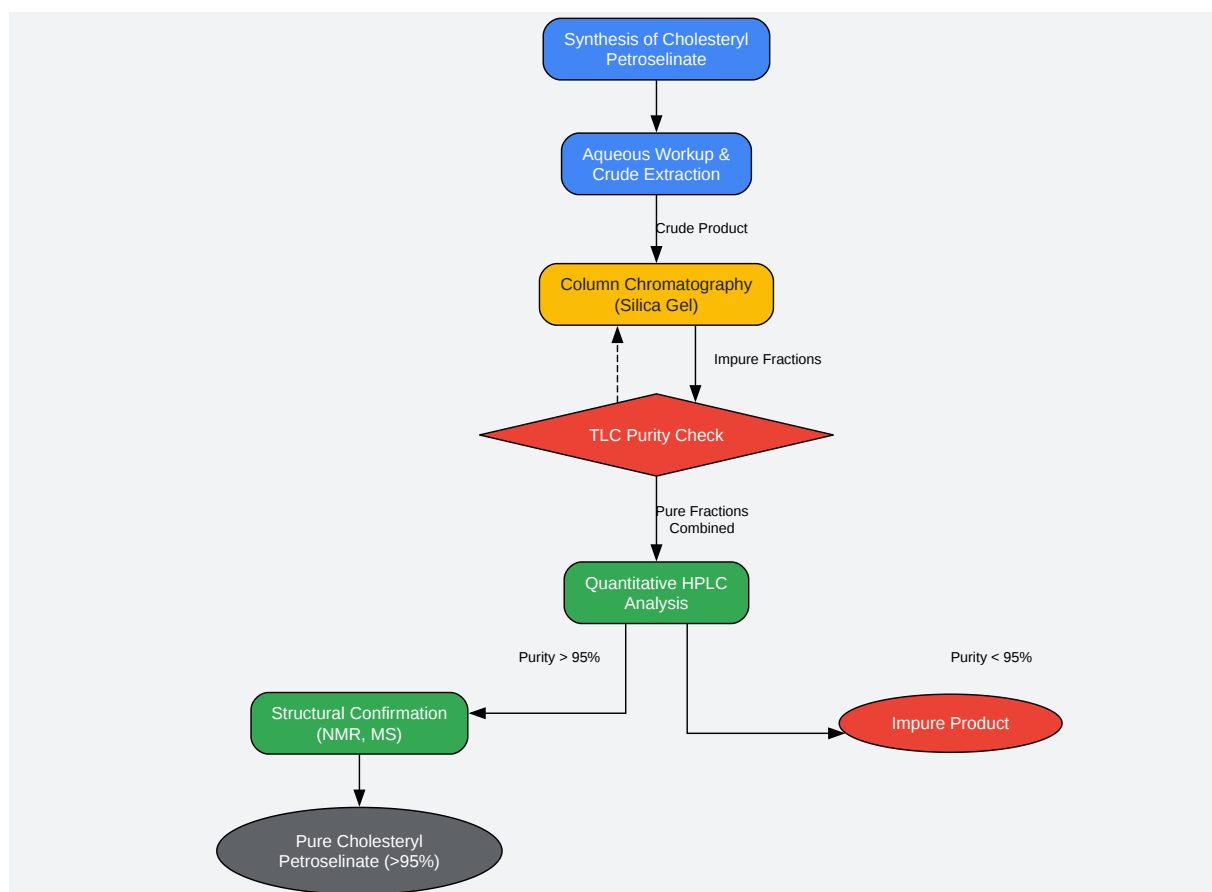 Synthesis of Cholesteryl
Petroselinate
Aqueous Workup &
Crude Extraction
Crude Product
Column Chromatography
(Silica Gel)
Impure Fractions
TLC Purity Check
Pure Fractions
Combined
Quantitative HPLC
Analysis
Purity > 95%
Purity < 95%
Structural Confirmation
(NMR, MS)
Impure Product
Pure Cholesteryl
Petroselinate (>95%)